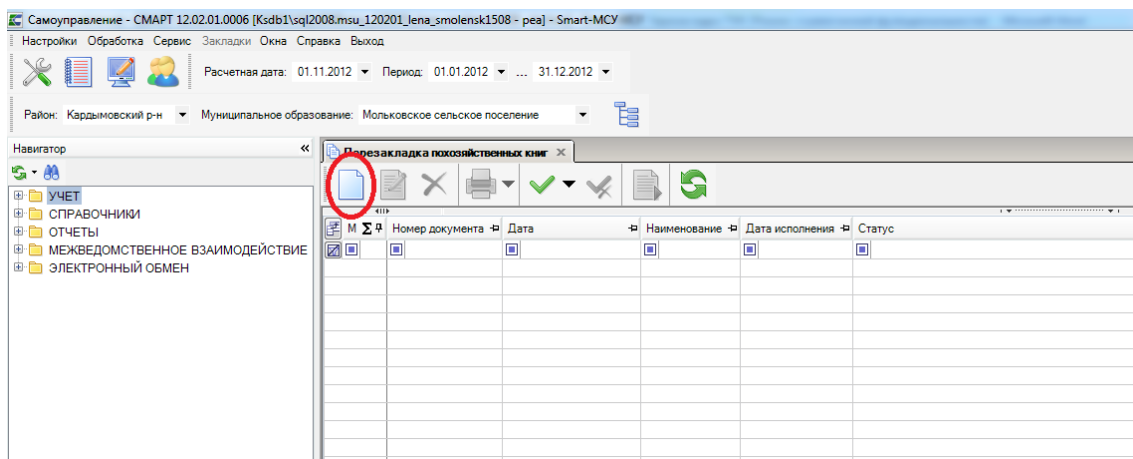 Самоуправление - СМАРТ 12.02.01.0006 [Ksdb1\sql2008.msu_120201_lena_smolensk1508 - pea] - Smart-МСУ
Настройки Обработка Сервис Закладки Окна Справка Выход
Расчетная дата: 01.11.2012 Период: 01.01.2012 ... 31.12.2012
Район: Кардымовский р-н Муниципальное образование: Мольковское сельское поселение
Навигатор «
Перезакладка похозяйственных книг
УЧЕТ
СПРАВОЧНИКИ
ОТЧЕТЫ
МЕЖВЕДОМСТВЕННОЕ ВЗАИМОДЕЙСТВИЕ
ЭЛЕКТРОННЫЙ ОБМЕН
М Σ Номер документа Дата Наименование Дата исполнения Статус